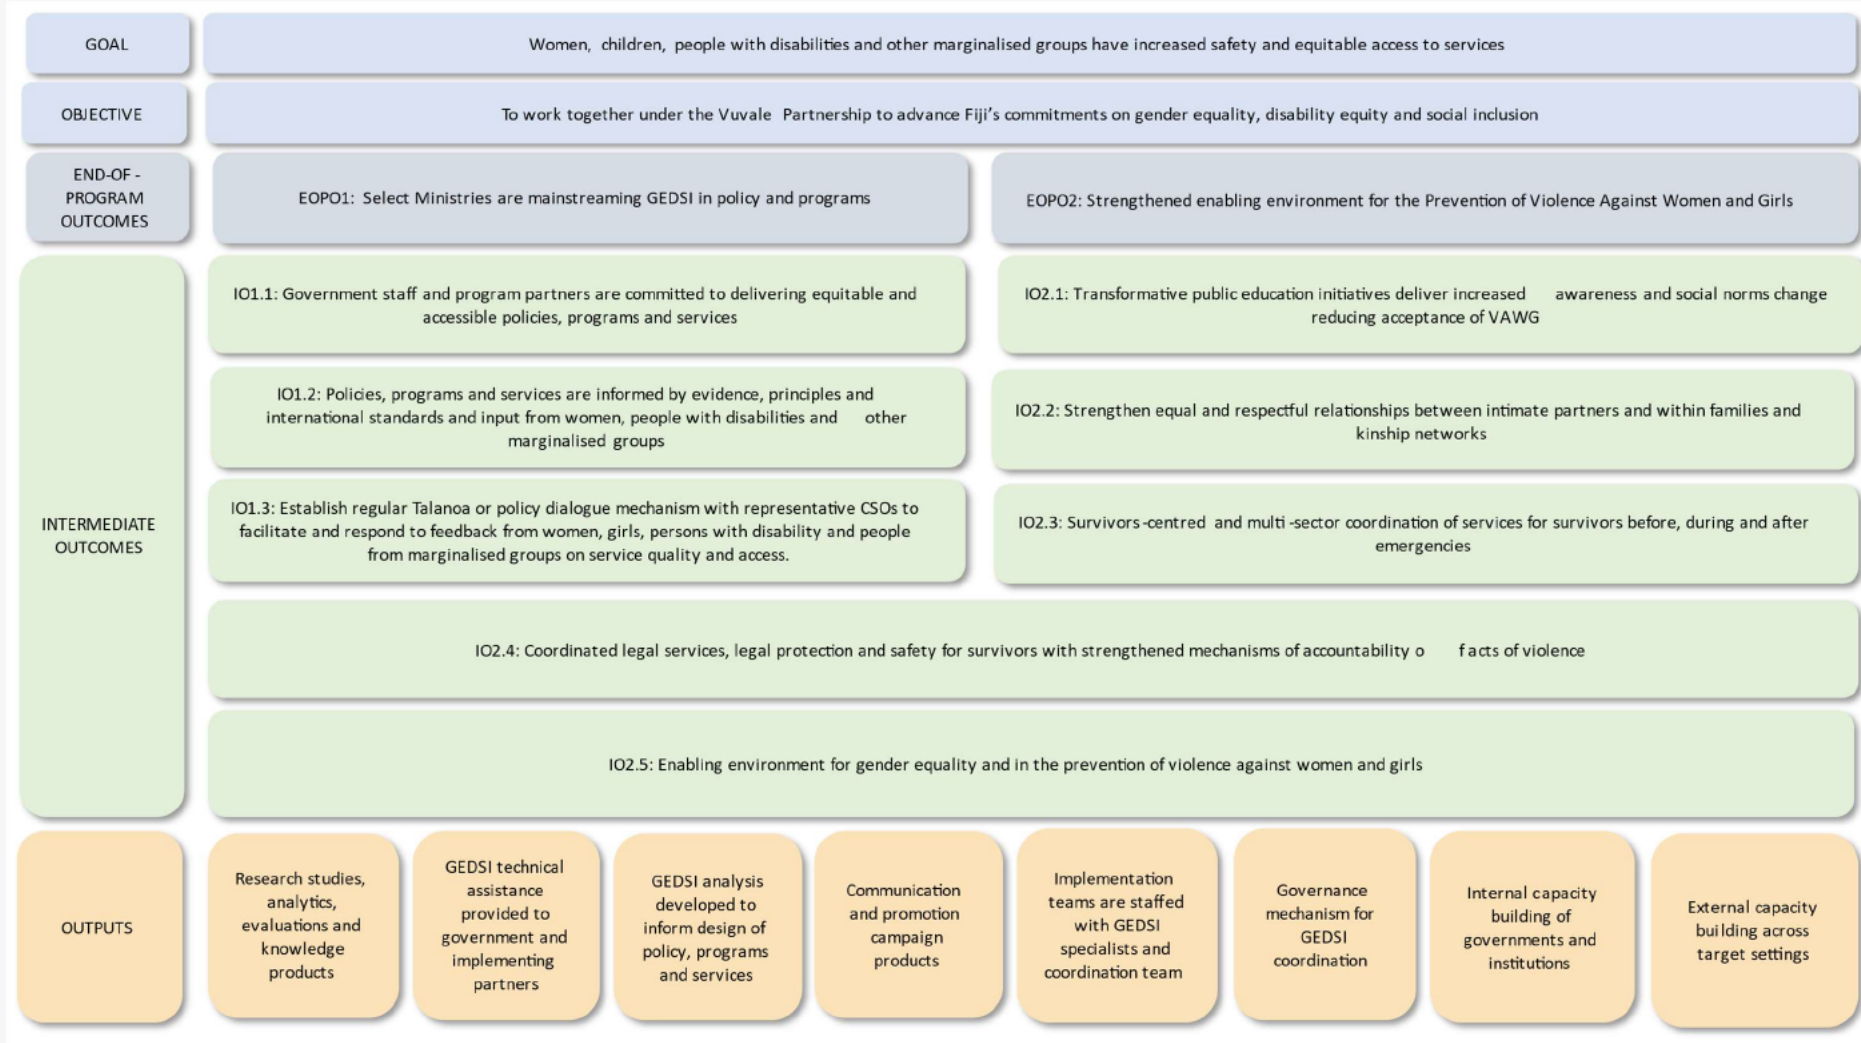 GOAL
Women, children, people with disabilities and other marginalised groups have increased safety and equitable access to services
OBJECTIVE
To work together under the Vuvale Partnership to advance Fiji's commitments on gender equality, disability equity and social inclusion
END-OF -
PROGRAM
OUTCOMES
EOPO1: Select Ministries are mainstreaming GEDSI in policy and programs
EOPO2: Strengthened enabling environment for the Prevention of Violence Against Women and Girls
INTERMEDIATE
OUTCOMES
IO1.1: Government staff and program partners are committed to delivering equitable and
accessible policies, programs and services
IO2.1: Transformative public education initiatives deliver increased awareness and social norms change
reducing acceptance of VAWG
IO1.2: Policies, programs and services are informed by evidence, principles and
international standards and input from women, people with disabilities and other
marginalised groups
IO2.2: Strengthen equal and respectful relationships between intimate partners and within families and
kinship networks
IO1.3: Establish regular Talanoa or policy dialogue mechanism with representative CSOs to
facilitate and respond to feedback from women, girls, persons with disability and people
from marginalised groups on service quality and access.
IO2.3: Survivors-centred and multi -sector coordination of services for survivors before, during and after
emergencies
IO2.4: Coordinated legal services, legal protection and safety for survivors with strengthened mechanisms of accountability o f acts of violence
IO2.5: Enabling environment for gender equality and in the prevention of violence against women and girls
OUTPUTS
Research studies,
analytics,
evaluations and
knowledge
products
GEDSI technical
assistance
provided to
government and
implementing
partners
GEDSI analysis
developed to
inform design of
policy, programs
and services
Communication
and promotion
campaign
products
Implementation
teams are staffed
with GEDSI
specialists and
coordination team
Governance
mechanism for
GEDSI
coordination
Internal capacity
building of
governments and
institutions
External capacity
building across
target settings